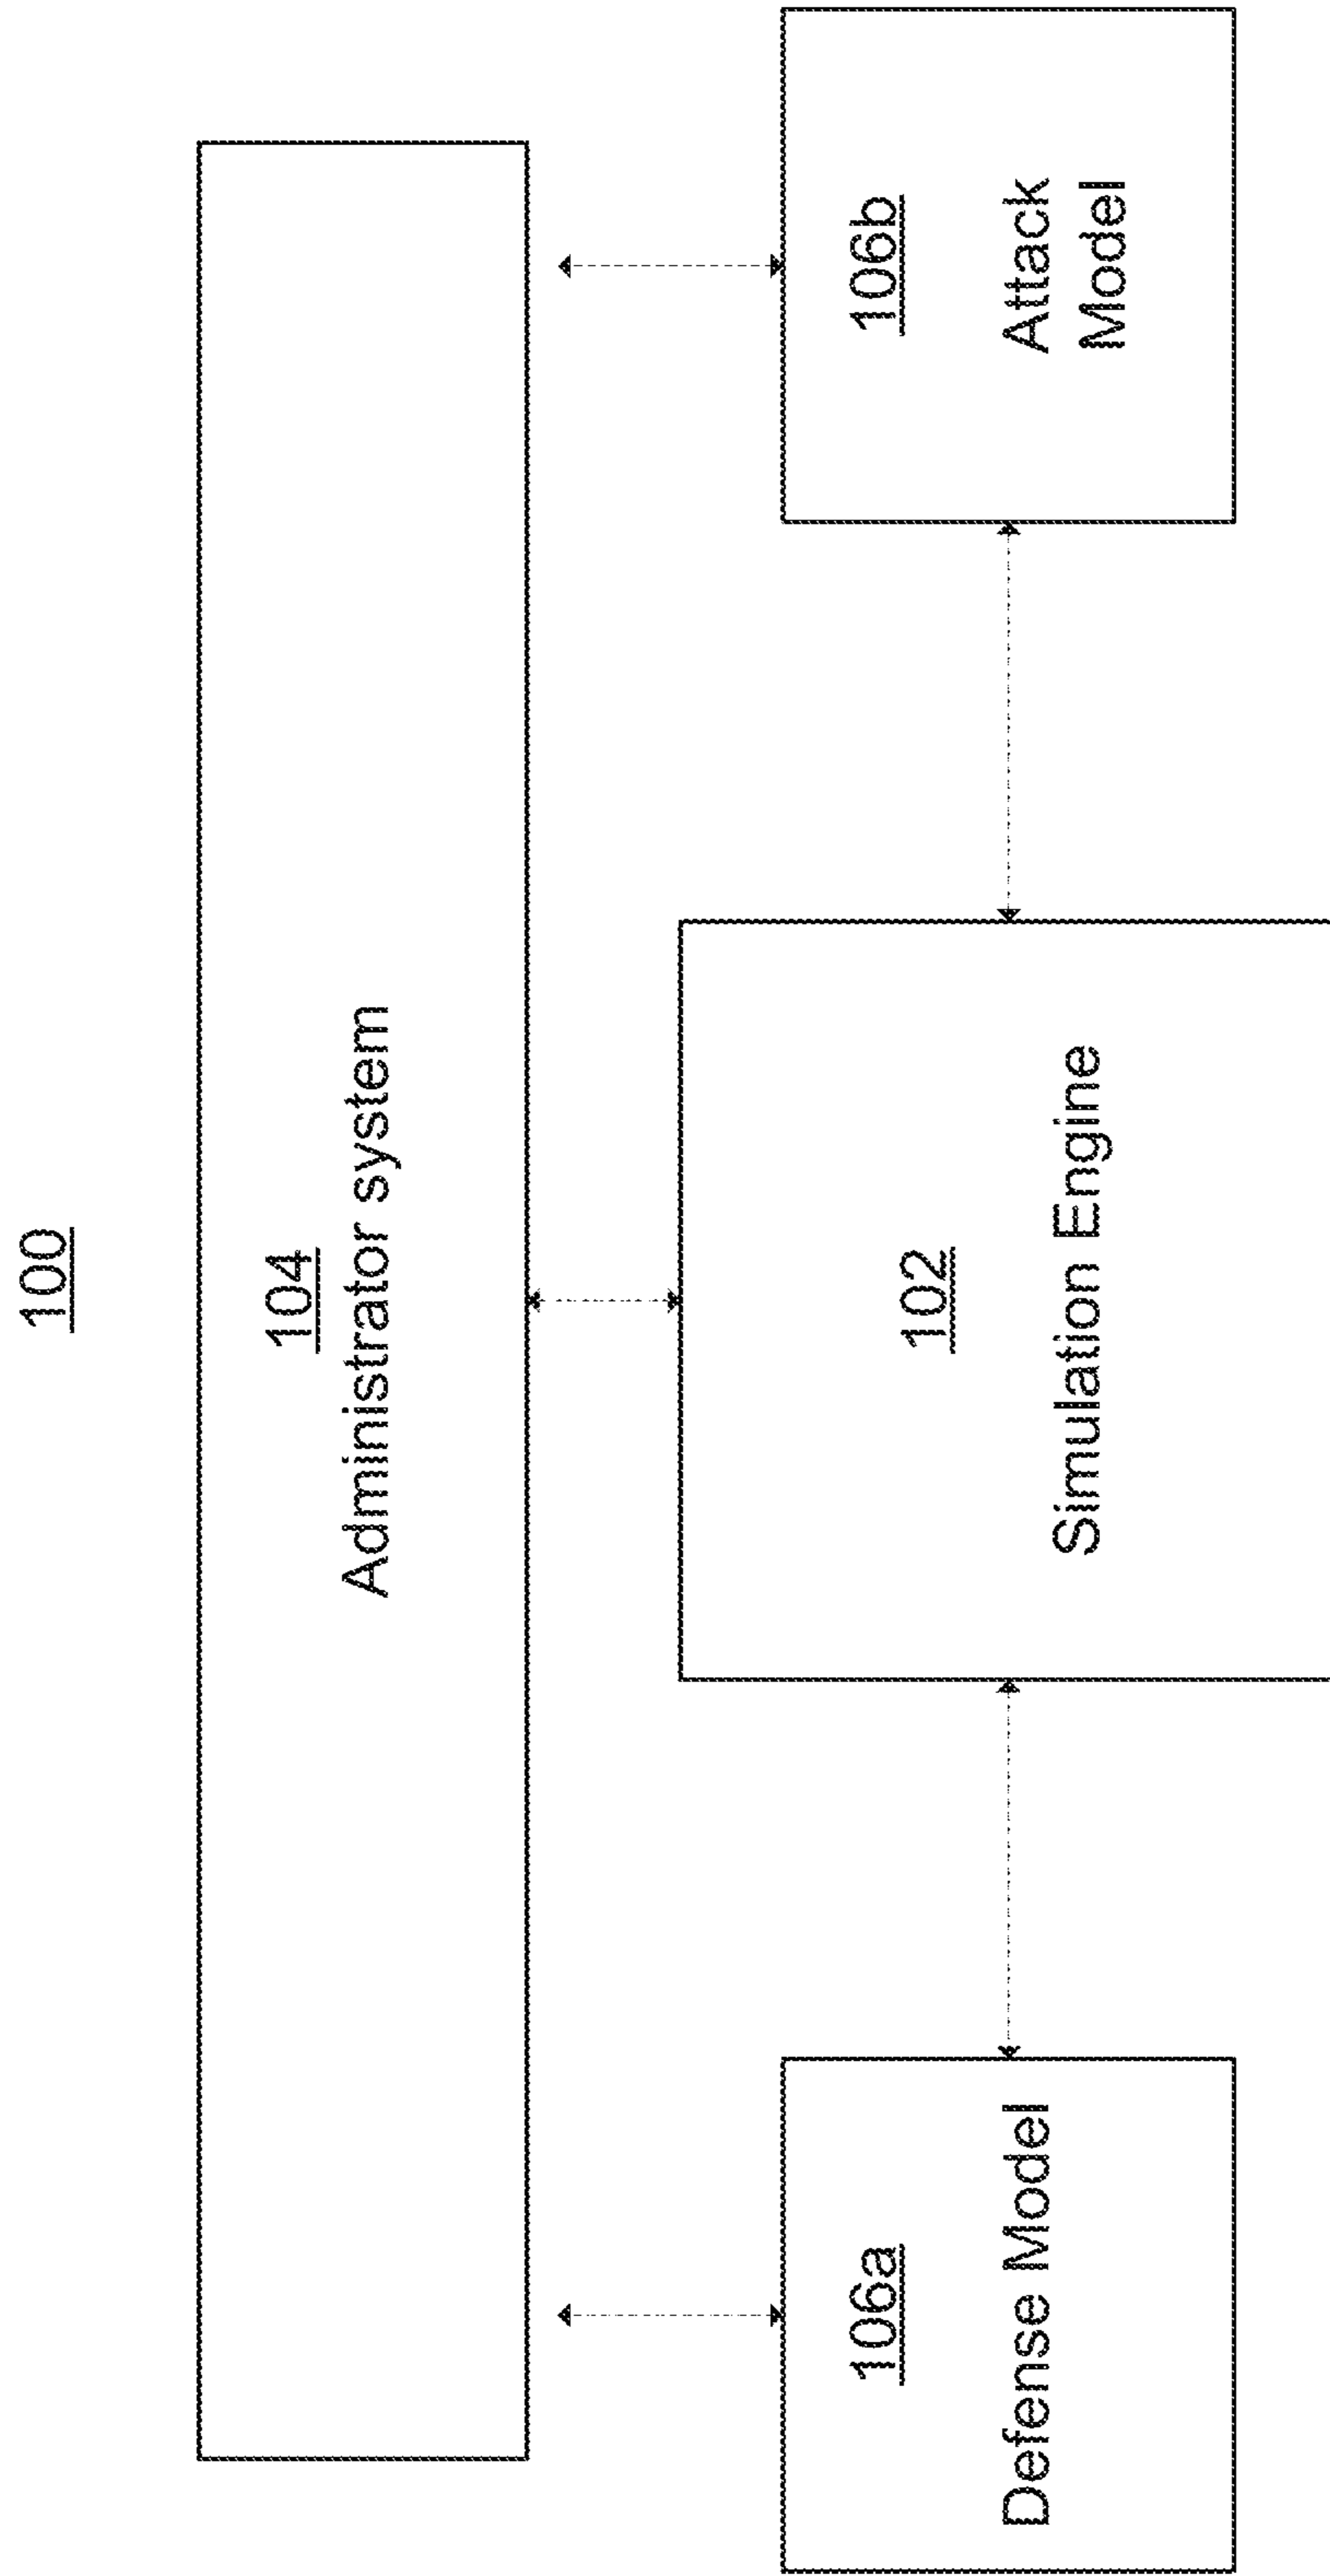 100
104
Administrator system
106a
Defense Model
102
Simulation Engine
106b
Attack
Model